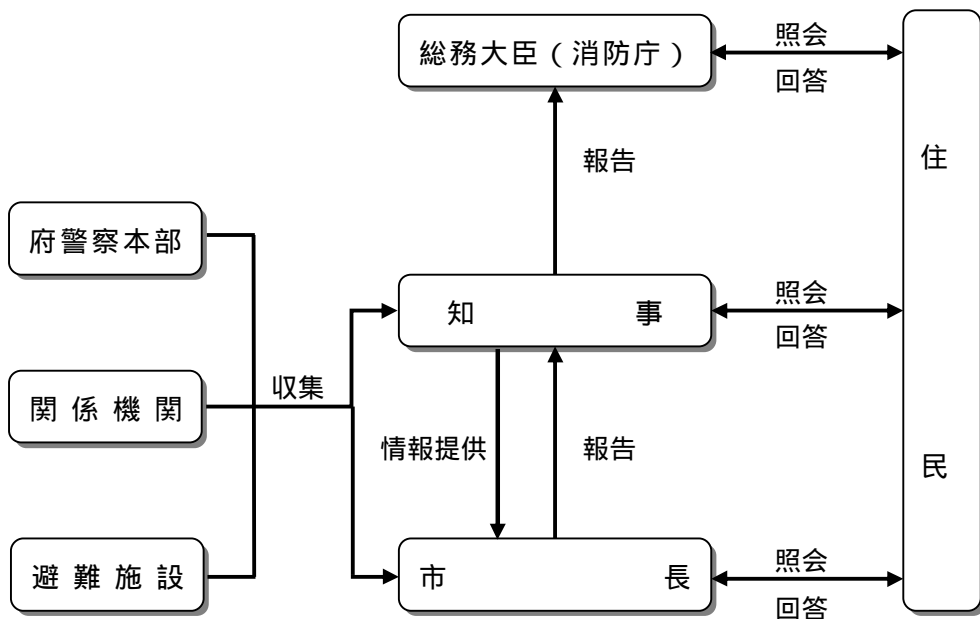 総務大臣（消防庁）
照会
回答
報告
住民
府警察本部
知事
照会
回答
関係機関
収集
情報提供
報告
避難施設
市長
照会
回答